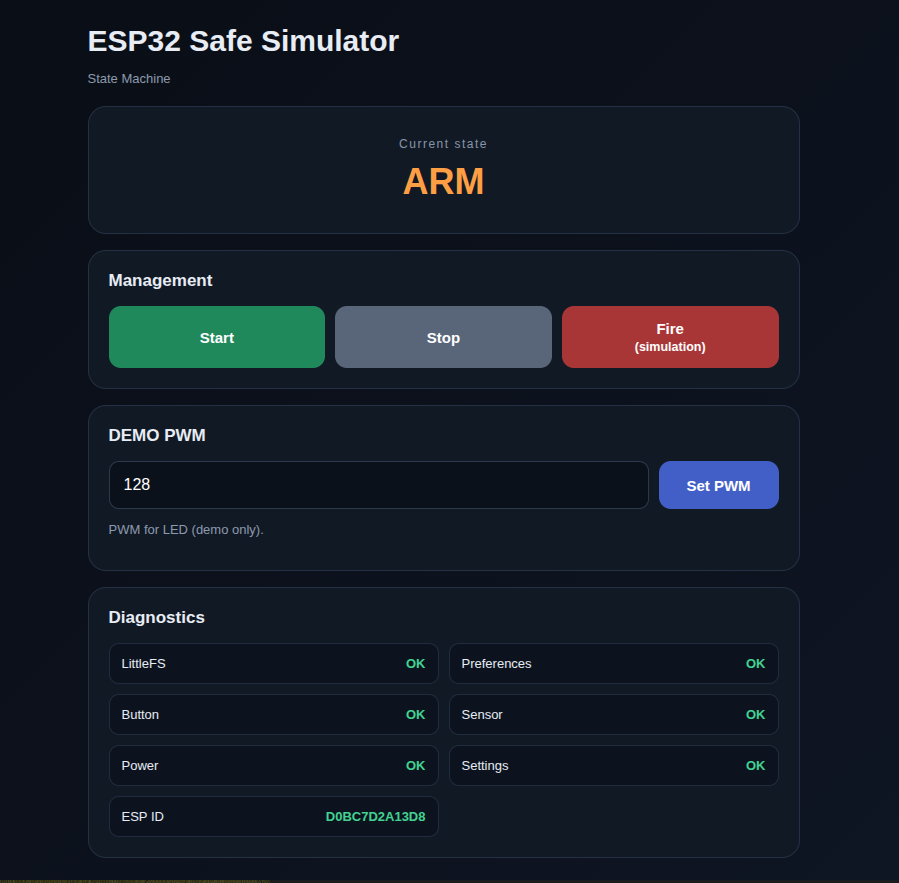 ESP32 Safe Simulator
State Machine
Current state
ARM
Management
Start
Stop
Fire
(simulation)
DEMO PWM
128
Set PWM
PWM for LED (demo only).
Diagnostics
LittleFS OK
Preferences OK
Button OK
Sensor OK
Power OK
Settings OK
ESP ID D0BC7D2A13D8